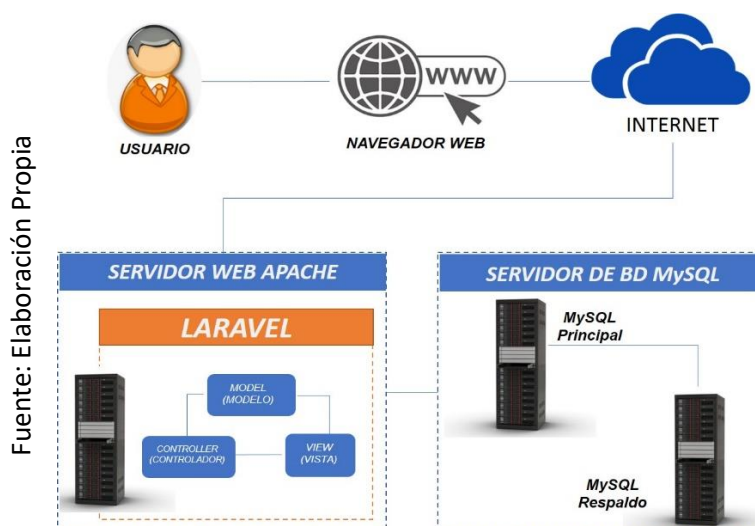 WWW
USUARIO
NAVEGADOR WEB
INTERNET
Fuente: Elaboración Propia
SERVIDOR WEB APACHE
LARAVEL
MODEL
(MODELO)
CONTROLLER
(CONTROLADOR)
VIEW
(VISTA)
SERVIDOR DE BD MySQL
MySQL
Principal
MySQL
Respaldo